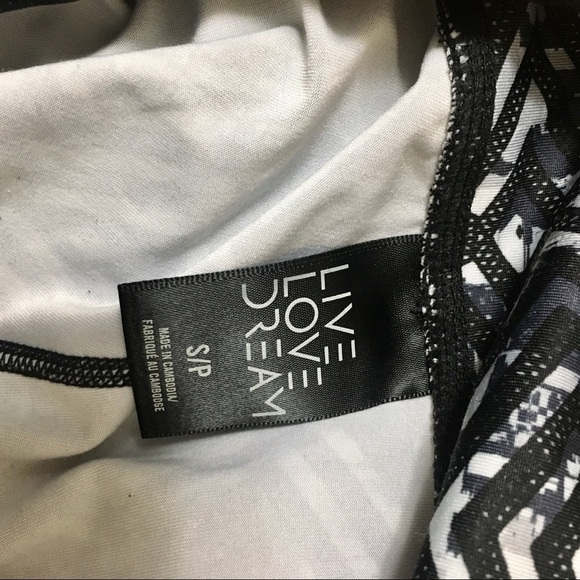 LIVE
LOVE
DREAM
S/P
MADE IN CAMBODIA/
FABRIQUÉ AU CAMBODGE